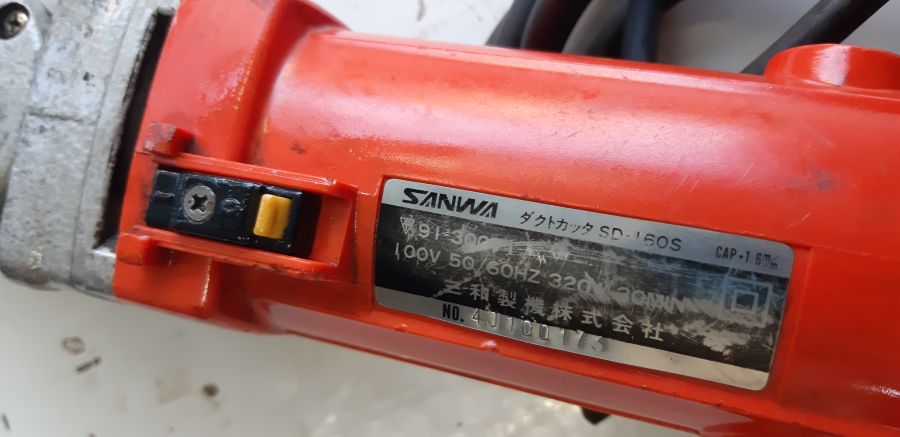 SANWA ダクトカッタ SD-160S CAP・1.6㎜
100V 50/60HZ
三和製機株式会社
NO. 4J100173